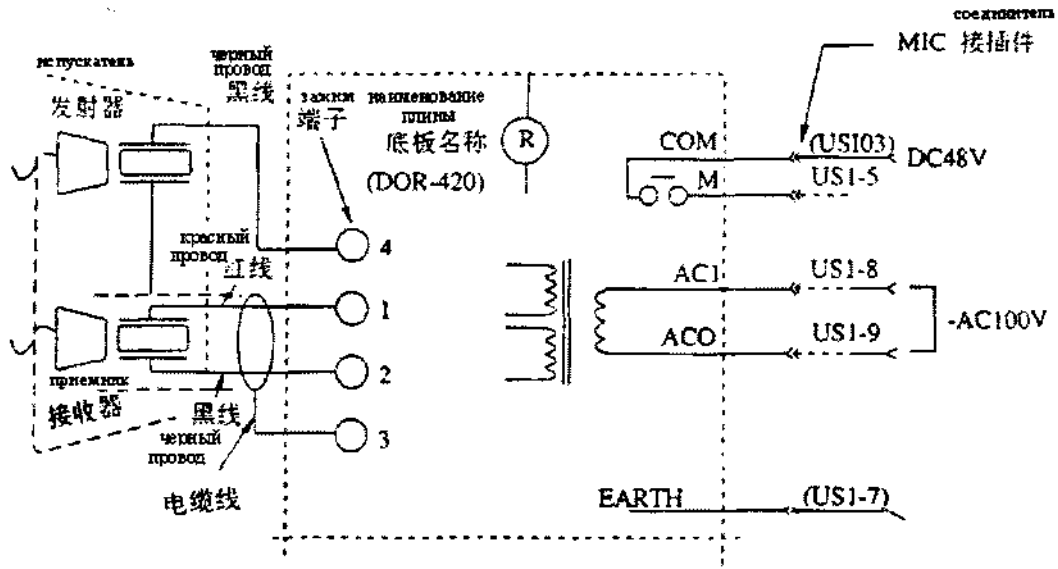 соединитель
MIC 接插件
испускатель
发射器
черный
провод
黑线
зажим
端子
наименование
плины
底板名称
(DOR-420)
R
COM
M
(USI03)
DC48V
US1-5
4
красный
провод
红线
1
AC1
US1-8
-AC100V
ACO
US1-9
2
приемник
接收器
黑线
черный
провод
3
电缆线
EARTH
(US1-7)